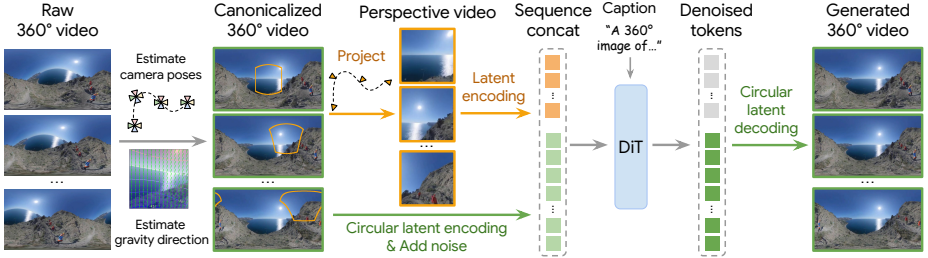 Raw
360° video
Canonicalized
360° video
Perspective video
Sequence
concat
Caption
“A 360°
image of...”
Denoised
tokens
Generated
360° video
Estimate
camera poses
Project
Latent
encoding
Circular
latent
decoding
DiT
...
...
...
...
Estimate
gravity direction
Circular latent encoding
& Add noise